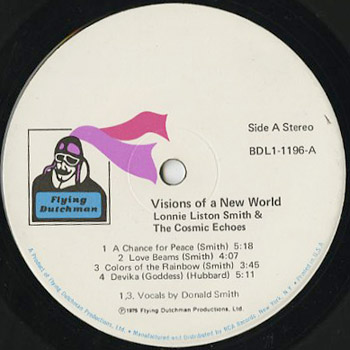 Side A Stereo
BDL1-1196-A
Flying
Dutchman
Visions of a New World
Lonnie Liston Smith &
The Cosmic Echoes
1 A Chance for Peace (Smith) 5:18
2 Love Beams (Smith) 4:07
3 Colors of the Rainbow (Smith) 3:45
4 Devika (Goddess) (Hubbard) 5:11
1,3. Vocals by Donald Smith
℗ 1975 Flying Dutchman Productions, Ltd.
A Product of Flying Dutchman Productions, Ltd. • Manufactured and Distributed by RCA Records, New York, N.Y. • Printed in U.S.A.